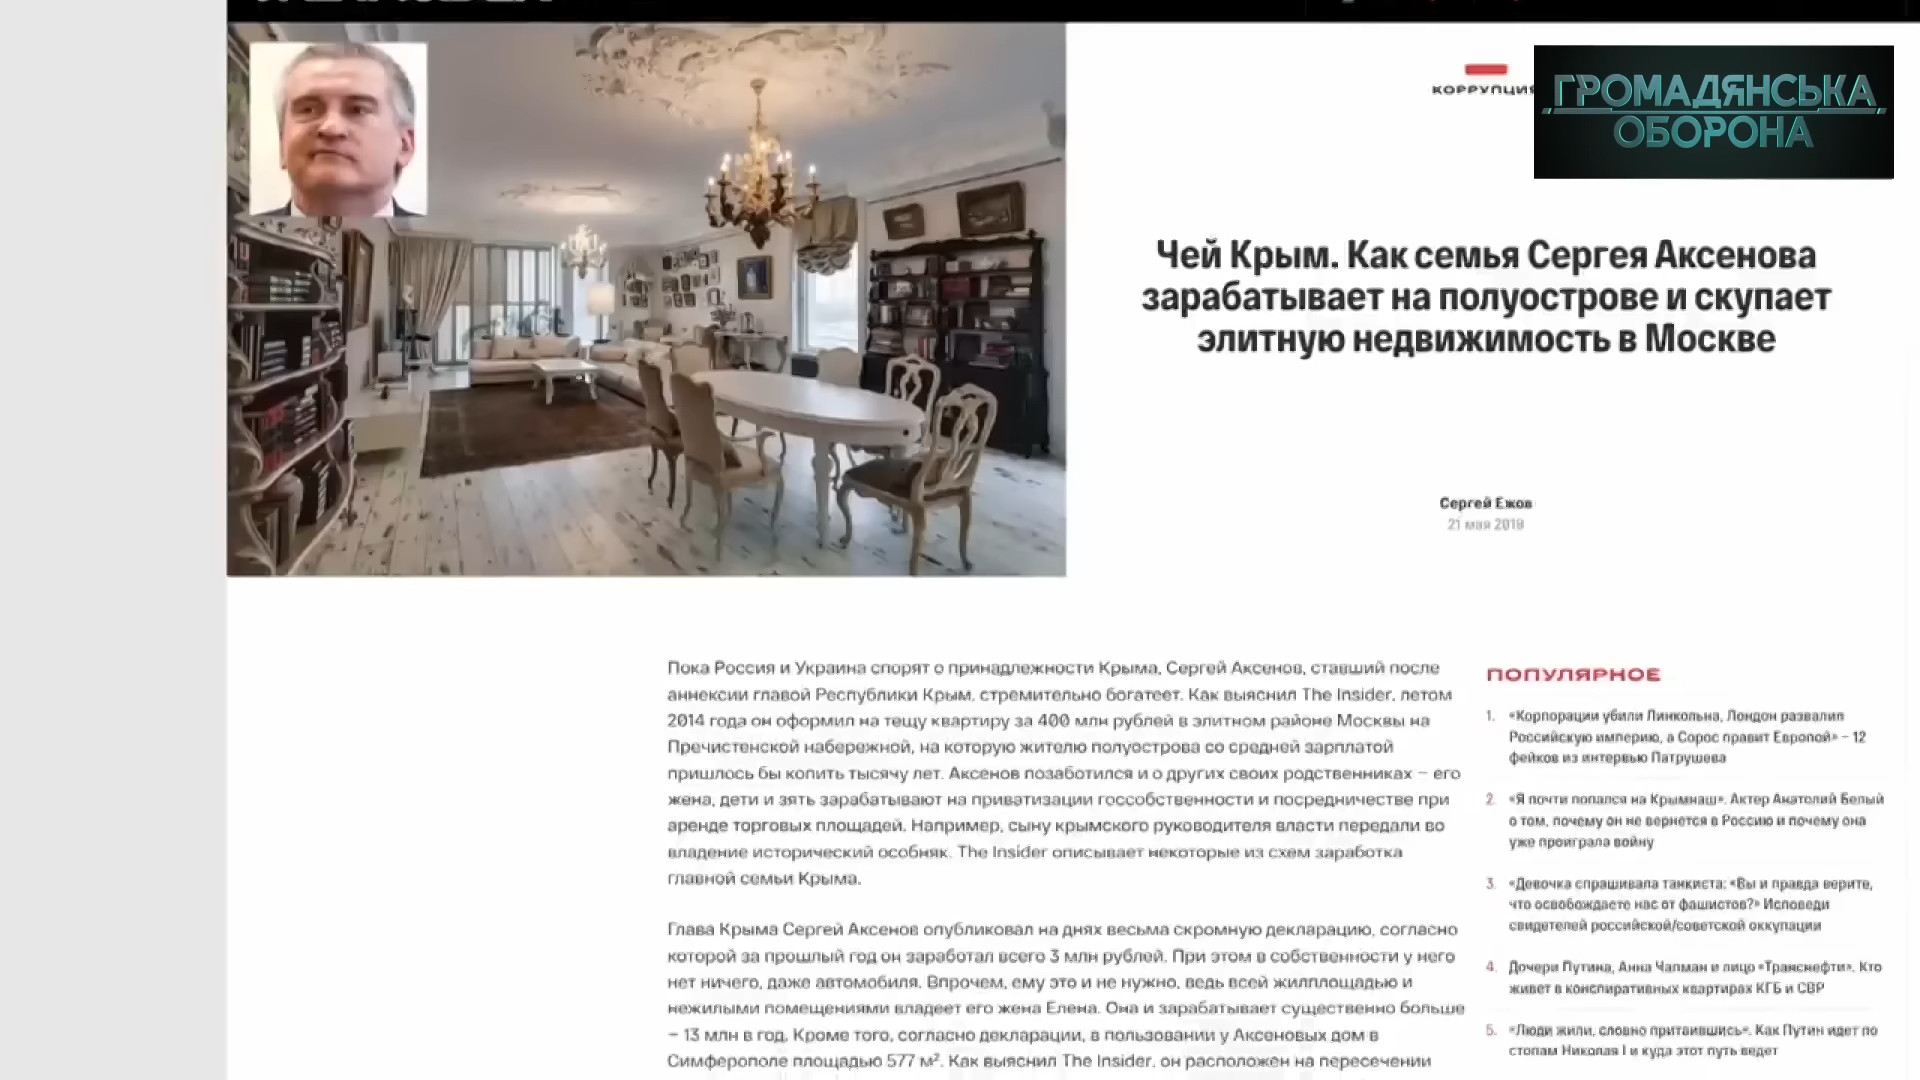 КОРРУПЦИЯ
ГРОМАДЯНСЬКА
ОБОРОНА
Чей Крым. Как семья Сергея Аксенова
зарабатывает на полуострове и скупает
элитную недвижимость в Москве
Сергей Ежов
21 мая 2019
Пока Россия и Украина спорят о принадлежности Крыма, Сергей Аксенов, ставший после
аннексии главой Республики Крым, стремительно богатеет. Как выяснил The Insider, летом
2014 года он оформил на тещу квартиру за 400 млн рублей в элитном районе Москвы на
Пречистенской набережной, на которую жителю полуострова со средней зарплатой
пришлось бы копить тысячу лет. Аксенов позаботился и о других своих родственниках – его
жена, дети и зять зарабатывают на приватизации госсобственности и посредничестве при
аренде торговых площадей. Например, сыну крымского руководителя власти передали во
владение исторический особняк. The Insider описывает некоторые из схем заработка
главной семьи Крыма.
Глава Крыма Сергей Аксенов опубликовал на днях весьма скромную декларацию, согласно
которой за прошлый год он заработал всего 3 млн рублей. При этом в собственности у него
нет ничего, даже автомобиля. Впрочем, ему это и не нужно, ведь всей жилплощадью и
нежилыми помещениями владеет его жена Елена. Она и зарабатывает существенно больше
– 13 млн в год. Кроме того, согласно декларации, в пользовании у Аксеновых дом в
Симферополе площадью 577 м². Как выяснил The Insider, он расположен на пересечении
ПОПУЛЯРНОЕ
1. «Корпорации убили Линкольна, Лондон развалил
Российскую империю, а Сорос правит Европой» – 12
фейков из интервью Патрушева
2. «Я почти попался на Крымнаш». Актер Анатолий Белый
о том, почему он не вернется в Россию и почему она
уже проиграла войну
3. «Девочка спрашивала танкиста: «Вы и правда верите,
что освобождаете нас от фашистов?» Исповеди
свидетелей российской/советской оккупации
4. Дочери Путина, Анна Чапман и лицо «Транснефти». Кто
живет в конспиративных квартирах КГБ и СВР
5. «Люди жили, словно притаившись». Как Путин идет по
стопам Николая I и куда этот путь ведет